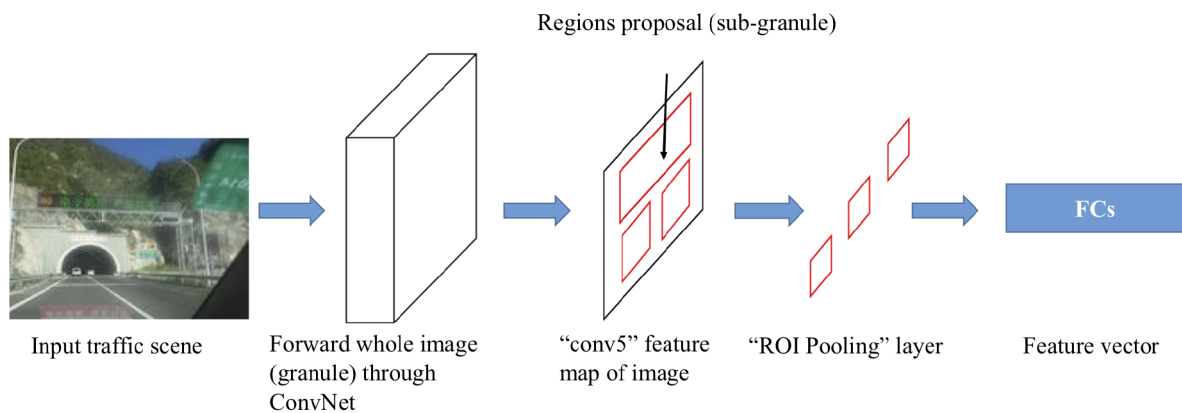 Regions proposal (sub-granule)
FCs
Input traffic scene
Forward whole image
(granule) through
ConvNet
“conv5” feature
map of image
“ROI Pooling” layer
Feature vector